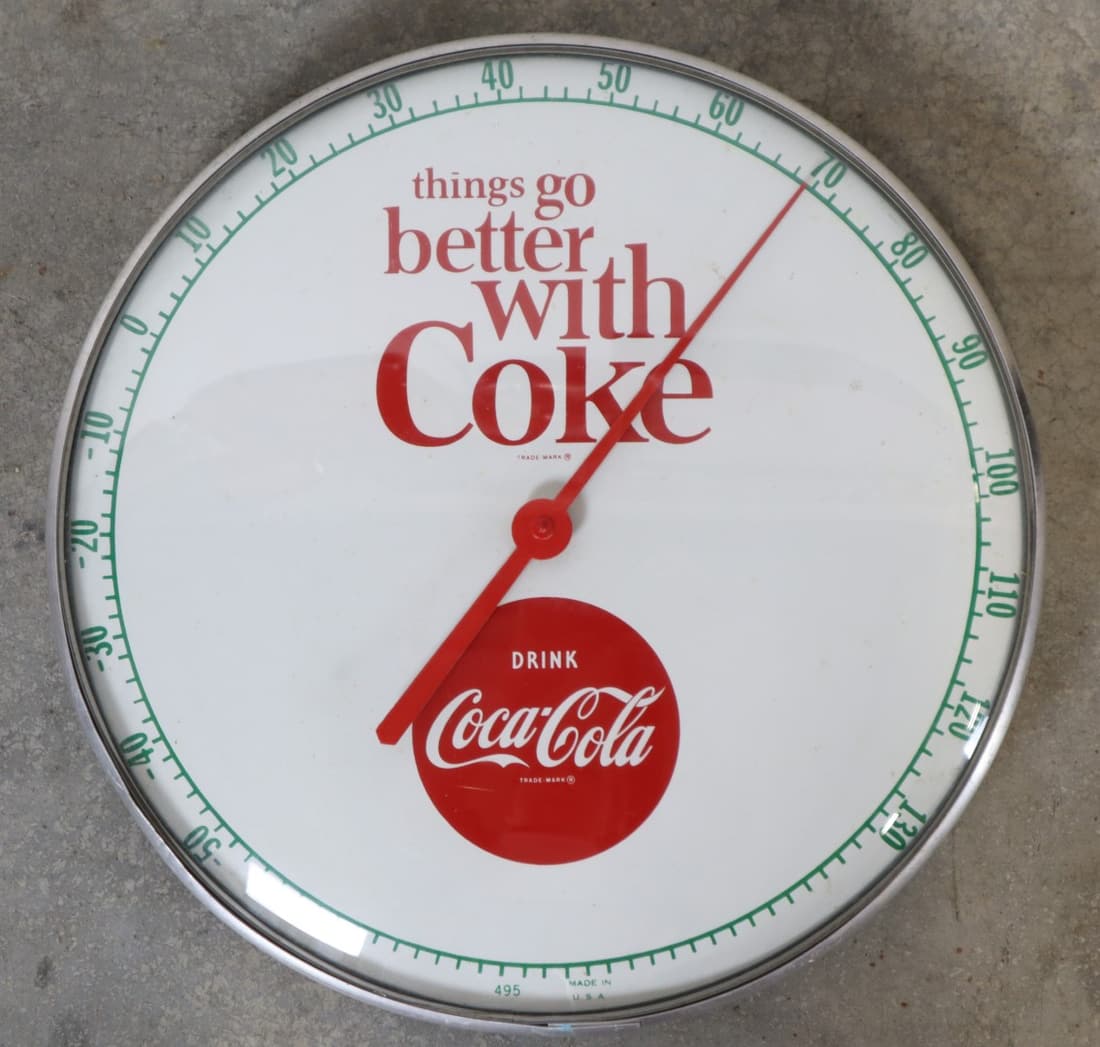 things go
better
with
Coke
TRADE MARK ®
DRINK
Coca-Cola
TRADE-MARK ®
-50
-40
-30
-20
-10
0
10
20
30
40
50
60
70
80
90
100
110
120
130
495
MADE IN
U S A